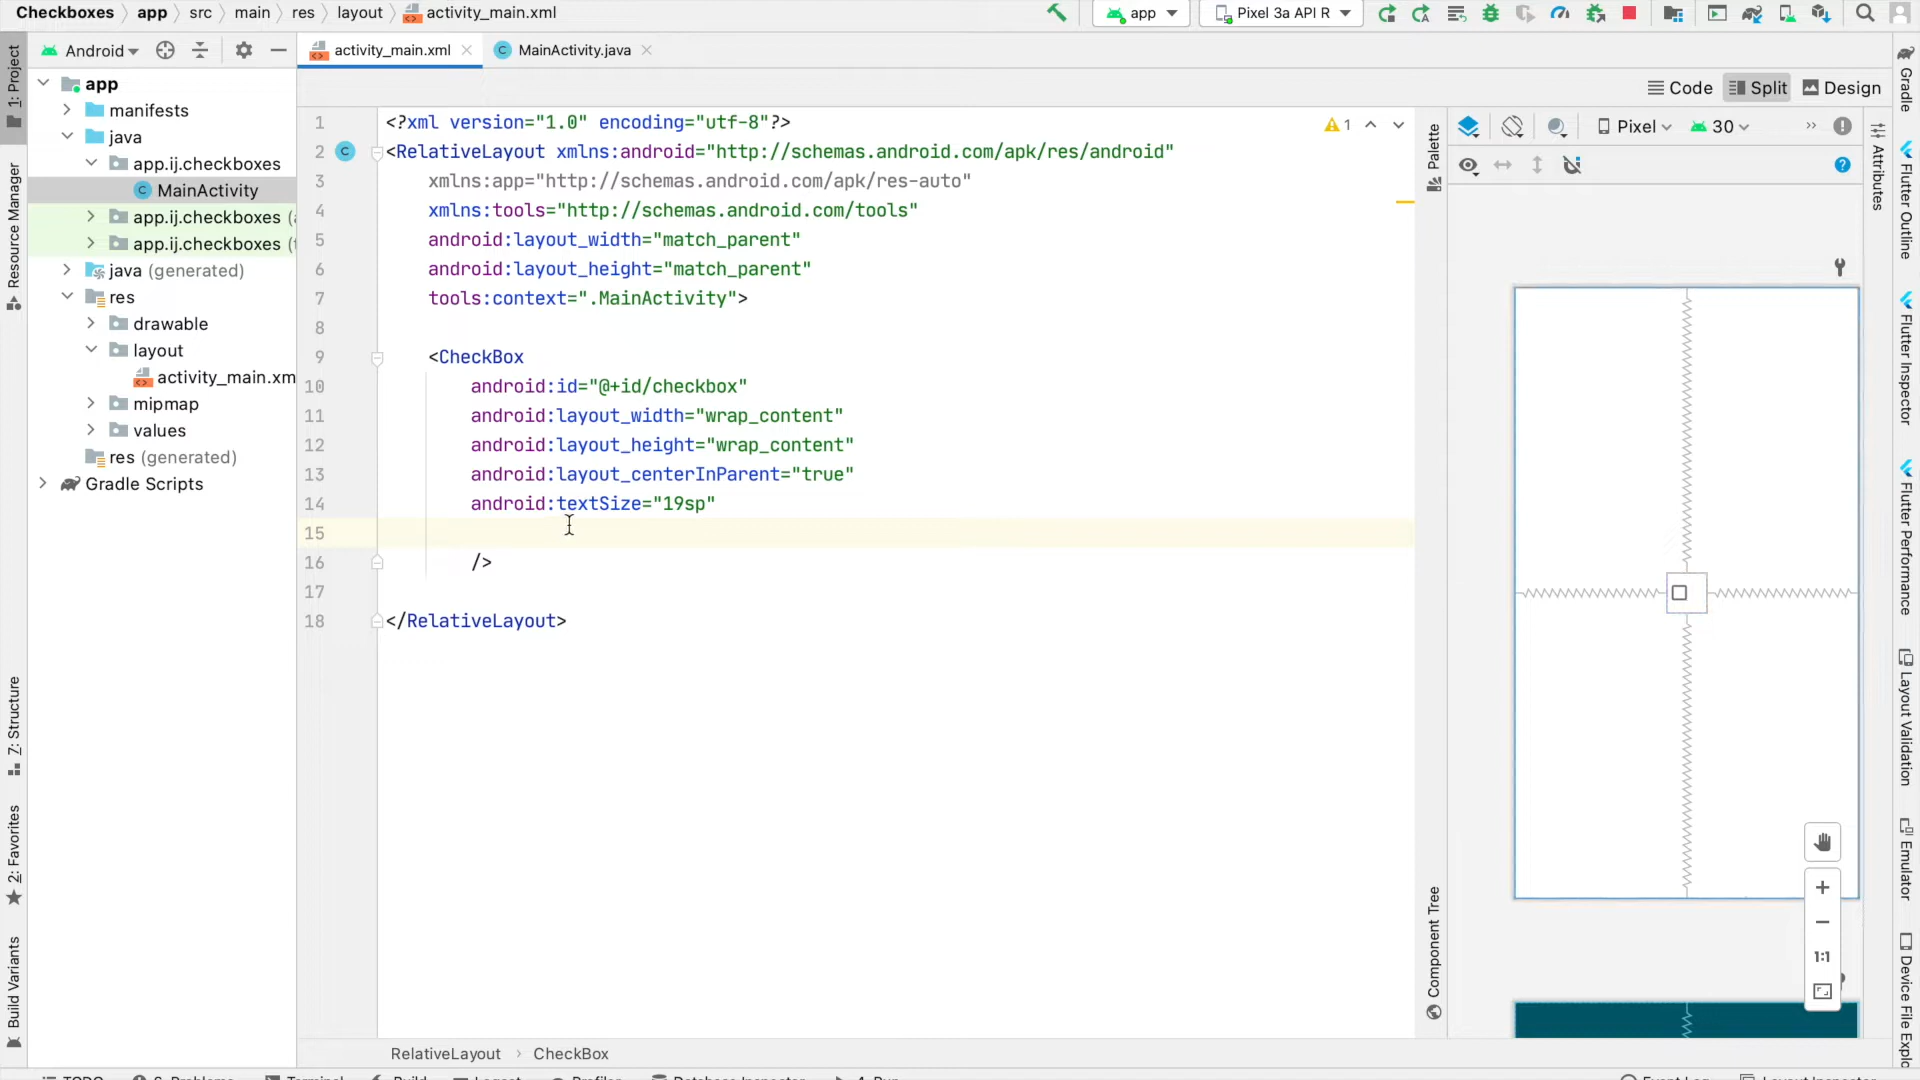 Checkboxes app src main res layout activity_main.xml app Pixel 3a API R
1: Project
Resource Manager
7: Structure
2: Favorites
Build Variants
Android
app
manifests
java
app.ij.checkboxes
MainActivity
app.ij.checkboxes (
app.ij.checkboxes (
java (generated)
res
drawable
layout
activity_main.xm
mipmap
values
res (generated)
Gradle Scripts
activity_main.xml MainActivity.java
Code Split Design
1 <?xml version="1.0" encoding="utf-8"?>
2 <RelativeLayout xmlns:android="http://schemas.android.com/apk/res/android"
3 xmlns:app="http://schemas.android.com/apk/res-auto"
4 xmlns:tools="http://schemas.android.com/tools"
5 android:layout_width="match_parent"
6 android:layout_height="match_parent"
7 tools:context=".MainActivity">
8
9 <CheckBox
10 android:id="@+id/checkbox"
11 android:layout_width="wrap_content"
12 android:layout_height="wrap_content"
13 android:layout_centerInParent="true"
14 android:textSize="19sp"
15
16 />
17
18 </RelativeLayout>
1
RelativeLayout CheckBox
Palette
Component Tree
Pixel 30
1:1
Attributes
Gradle
Flutter Outline
Flutter Inspector
Flutter Performance
Layout Validation
Emulator
Device File Explo